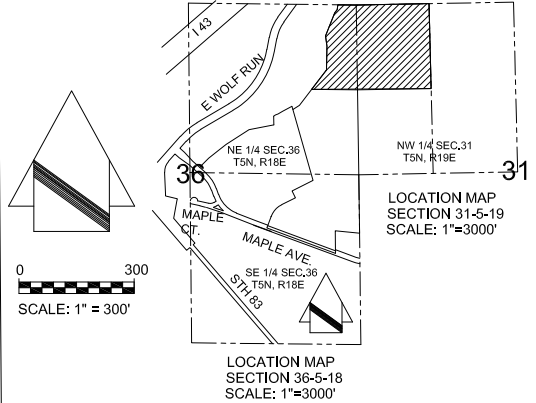 I 43
E WOLF RUN
NE 1/4 SEC.36
T5N, R18E
NW 1/4 SEC.31
T5N, R19E
36
31
LOCATION MAP
SECTION 31-5-19
SCALE: 1"=3000'
MAPLE
CT.
MAPLE AVE.
SE 1/4 SEC.36
T5N, R18E
STH 83
0
300
SCALE: 1" = 300'
LOCATION MAP
SECTION 36-5-18
SCALE: 1"=3000'